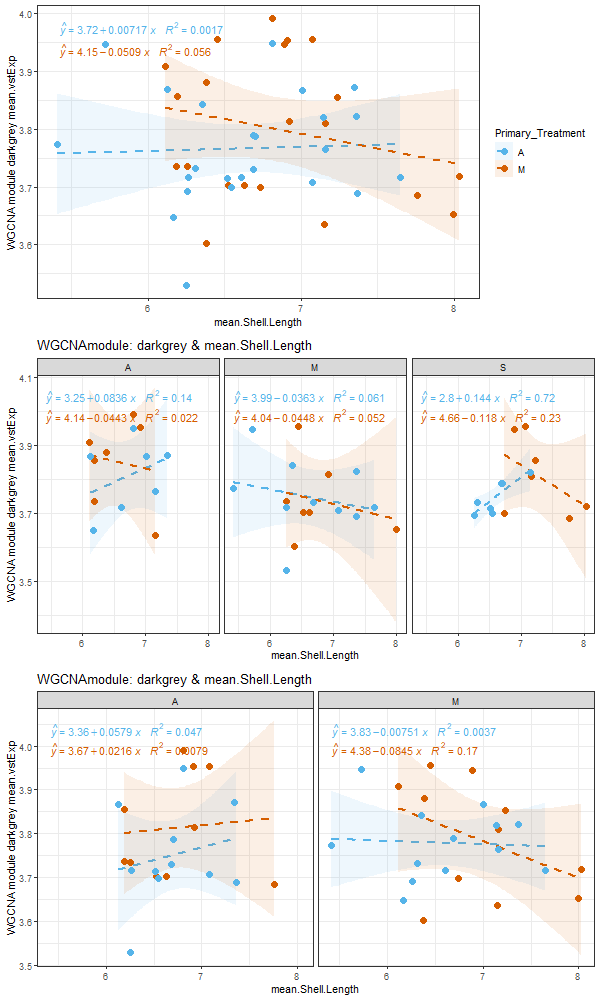 ŷ = 3.72 + 0.00717 x R² = 0.0017
ŷ = 4.15 − 0.0509 x R² = 0.056
4.0
3.9
3.8
3.7
3.6
WGCNA module darkgrey mean.vstExp
6 7 8
mean.Shell.Length
Primary_Treatment
A
M
WGCNAmodule: darkgrey & mean.Shell.Length
A M S
ŷ = 3.25 + 0.0836 x R² = 0.14
ŷ = 4.14 − 0.0443 x R² = 0.022
ŷ = 3.99 − 0.0363 x R² = 0.061
ŷ = 4.04 − 0.0448 x R² = 0.052
ŷ = 2.8 + 0.144 x R² = 0.72
ŷ = 4.66 − 0.118 x R² = 0.23
4.1
3.9
3.7
3.5
WGCNA module darkgrey mean.vstExp
6 7 8 6 7 8 6 7 8
mean.Shell.Length
WGCNAmodule: darkgrey & mean.Shell.Length
A M
ŷ = 3.36 + 0.0579 x R² = 0.047
ŷ = 3.67 + 0.0216 x R² = 0.0079
ŷ = 3.83 − 0.00751 x R² = 0.0037
ŷ = 4.38 − 0.0845 x R² = 0.17
4.0
3.9
3.8
3.7
3.6
3.5
WGCNA module darkgrey mean.vstExp
6 7 8 6 7 8
mean.Shell.Length